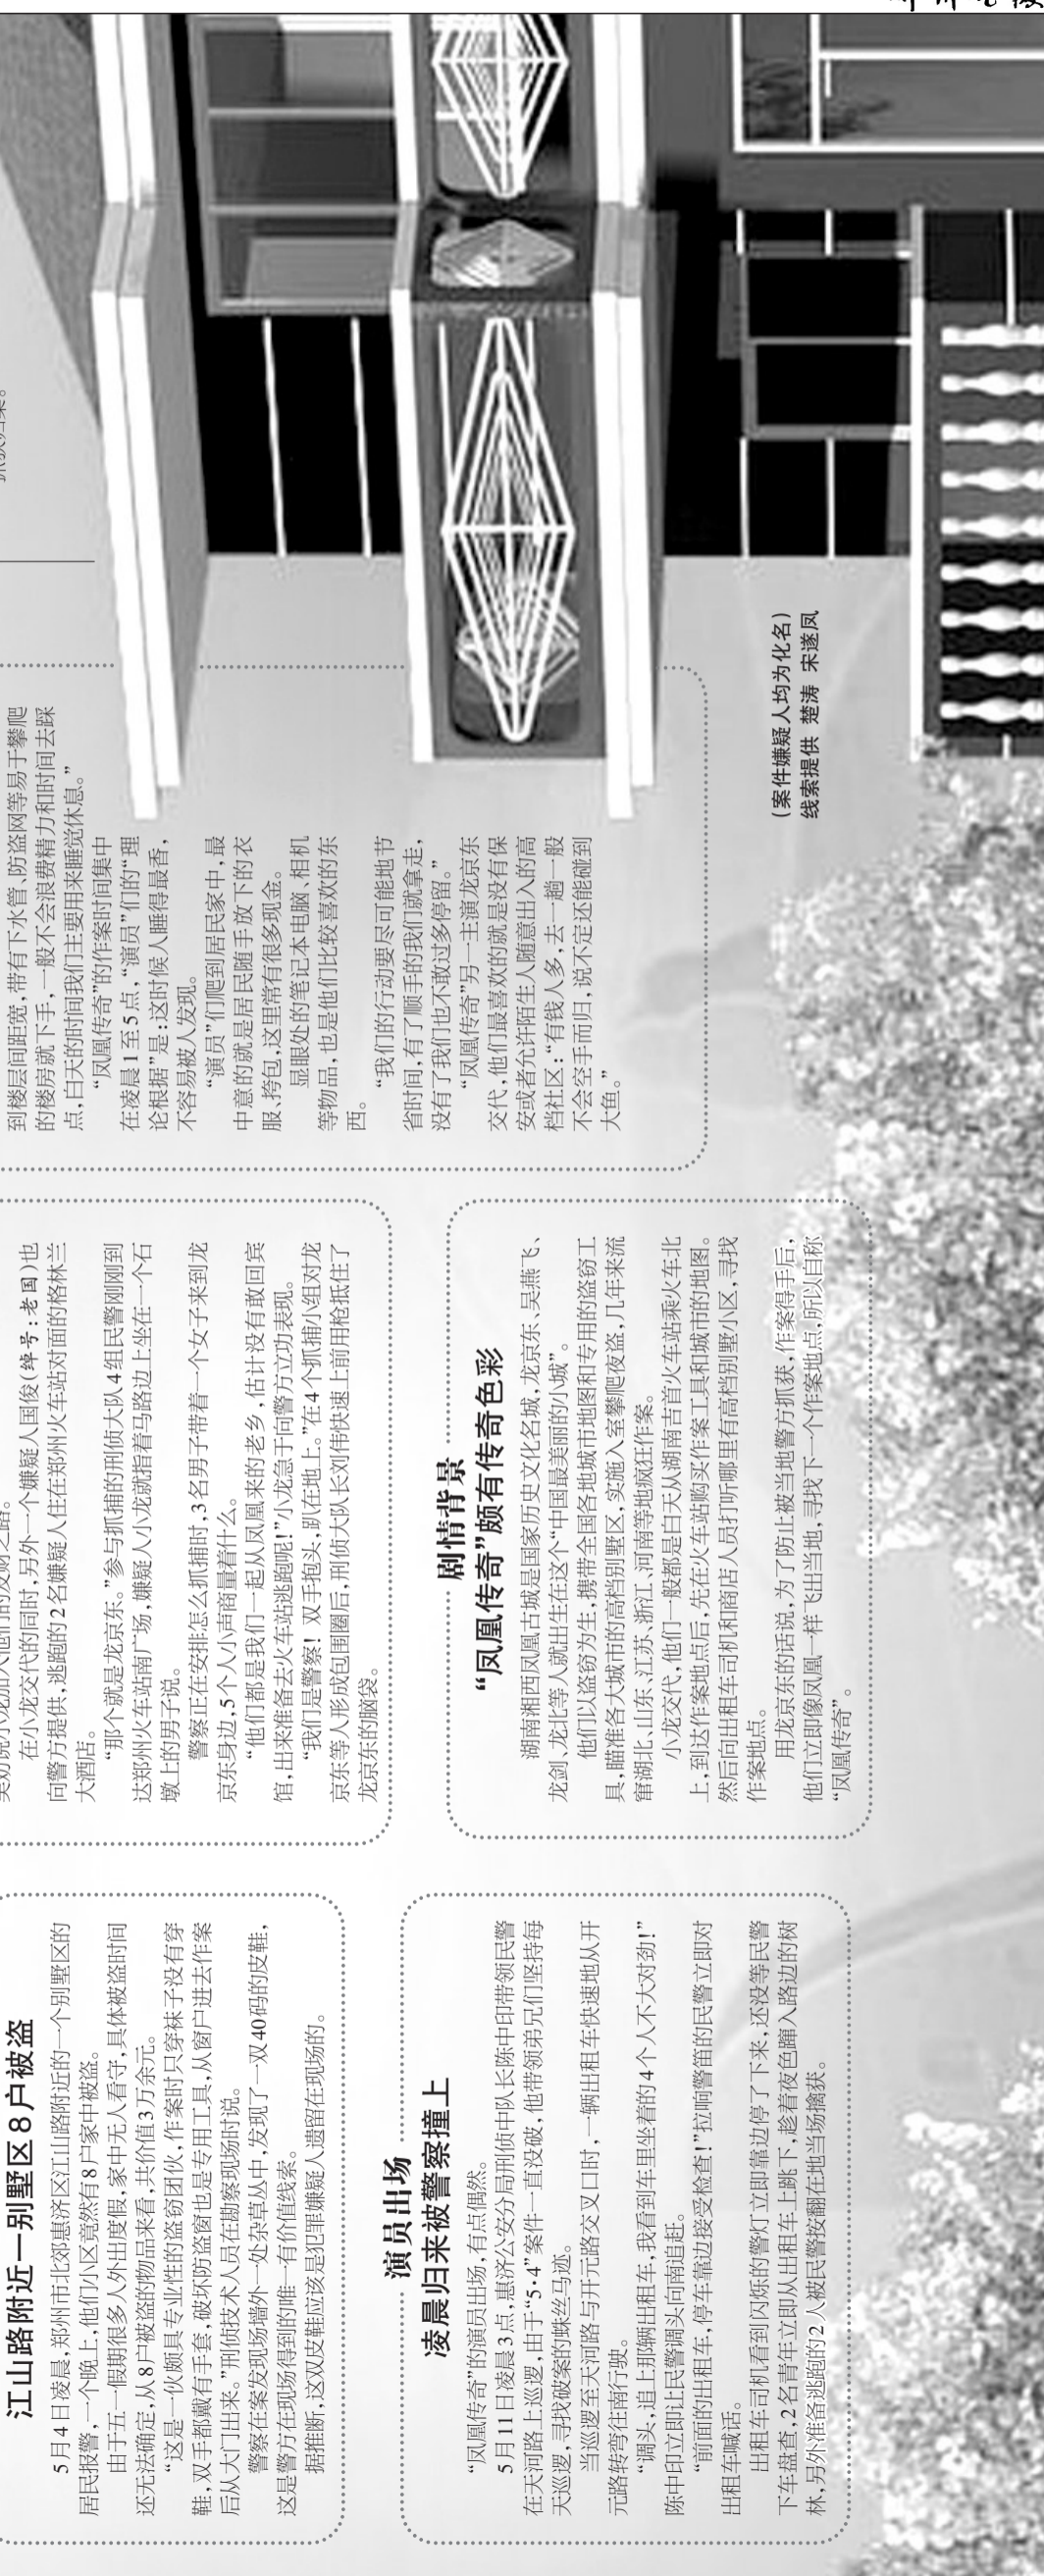 江山路附近一别墅区8户被盗
5月4日凌晨,郑州市北郊惠济区江山路附近的一个别墅区的
居民报警,一个晚上,他们小区竟然有8户家中被盗。
由于五一假期很多人外出度假,家中无人看守,具体被盗时间
还无法确定,从8户被盗的物品来看,共价值3万余元。
“这是一伙颇具专业性的盗窃团伙,作案时只穿袜子没有穿
鞋,双手都戴有手套,破坏防盗窗也是专用工具,从窗户进去作案
后从大门出来。”刑侦技术人员在勘察现场时说。
警察在案发现场墙外一处杂草丛中,发现了一双40码的皮鞋,
这是警方在现场得到的唯一有价值线索。
据推断,这双皮鞋应该是犯罪嫌疑人遗留在现场的。
演员出场
凌晨归来被警察撞上
“凤凰传奇”的演员出场,有点偶然。
5月11日凌晨3点,惠济公安分局刑侦中队长陈中印带领民警
在天河路上巡逻,由于“5·4”案件一直没破,他带领弟兄们坚持每
天巡逻,寻找破案的蛛丝马迹。
当巡逻至天河路与开元路交叉口时,一辆出租车快速地从开
元路转弯往南行驶。
“调头,追上那辆出租车,我看到车里坐着的4个人不大对劲!”
陈中印立即让民警调头向南追赶。
“前面的出租车,停车靠边接受检查!”拉响警笛的民警立即对
出租车喊话。
出租车司机看到闪烁的警灯立即靠边停了下来,还没等民警
下车盘查,2名青年立即从出租车上跳下,趁着夜色蹿入路边的树
林,另外准备逃跑的2人被民警按翻在地当场擒获。
在小龙交代的同时,另外一个嫌疑人国俊(绰号:老国)也
向警方提供,逃跑的2名嫌疑人住在郑州火车站对面的格林兰
大酒店。
“那个就是龙京东。”参与抓捕的刑侦大队4组民警刚刚到
达郑州火车站南广场,嫌疑人小龙就指着马路边上坐在一个石
墩上的男子说。
警察正在安排怎么抓捕时,3名男子带着一个女子来到龙
京东身边,5个人小声商量着什么。
“他们都是我们一起从凤凰来的老乡,估计没有敢回宾
馆,出来准备去火车站逃跑呢!”小龙急于向警方立功表现。
“我们是警察!双手抱头,趴在地上。”在4个抓捕小组对龙
京东等人形成包围圈后,刑侦大队长刘伟快速上前用枪抵住了
龙京东的脑袋。
剧情背景
“凤凰传奇”颇有传奇色彩
湖南湘西凤凰古城是国家历史文化名城,龙京东、吴燕飞、
龙剑、龙北等人就出生在这个“中国最美丽的小城”。
他们以盗窃为生,携带全国各地城市地图和专用的盗窃工
具,瞄准各大城市的高档别墅区,实施入室攀爬夜盗,几年来流
窜湖北、山东、江苏、浙江、河南等地疯狂作案。
小龙交代,他们一般都是白天从湖南吉首火车站乘火车北
上,到达作案地点后,先在火车站购买作案工具和城市的地图。
然后向出租车司机和商店人员打听哪里有高档别墅小区,寻找
作案地点。
用龙京东的话说,为了防止被当地警方抓获,作案得手后,
他们立即像凤凰一样飞出当地,寻找下一个作案地点,所以自称
“凤凰传奇”。
到楼层间距宽,带有下水管、防盗网等易于攀爬
的楼房就下手,一般不会浪费精力和时间去踩
点,白天的时间我们主要用来睡觉休息。”
“凤凰传奇”的作案时间集中
在凌晨1至5点,“演员”们的“理
论根据”是:这时候人睡得最香,
不容易被人发现。
“演员”们爬到居民家中,最
中意的就是居民随手放下的衣
服、挎包,这里常有很多现金。
显眼处的笔记本电脑、相机
等物品,也是他们比较喜欢的东
西。
“我们的行动要尽可能地节
省时间,有了顺手的我们就拿走,
没有了我们也不敢过多停留。”
“凤凰传奇”另一主演龙京东
交代,他们最喜欢的就是没有保
安或者允许陌生人随意出入的高
档社区:“有钱人多,去一趟一般
不会空手而归,说不定还能碰到
大鱼。”
(案件嫌疑人均为化名)
线索提供 楚涛 宋遂凤